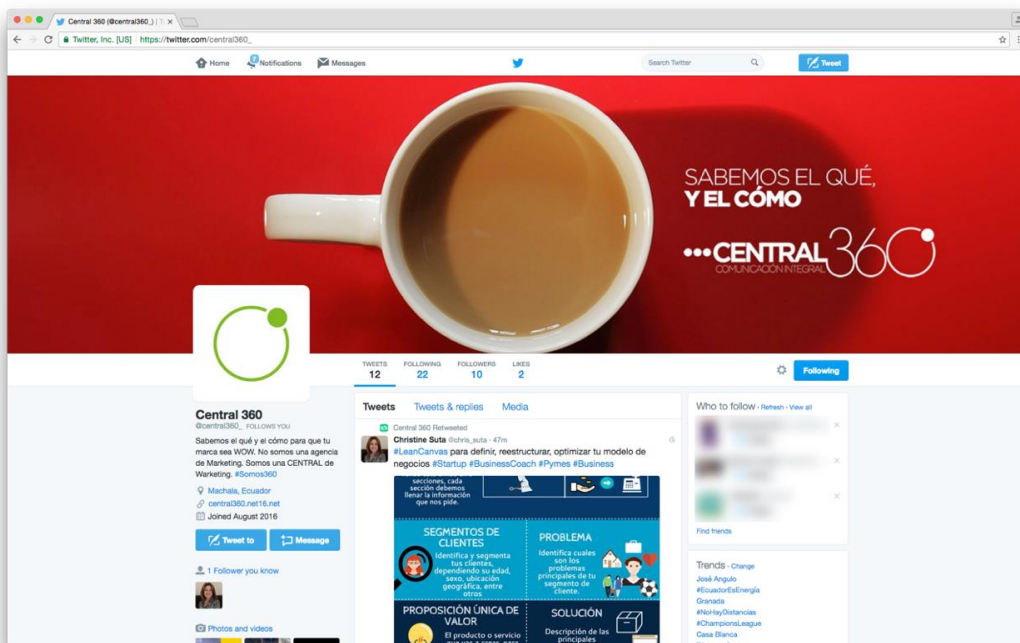 Central 360 (@central360_) | Tw
Twitter, Inc. [US] https://twitter.com/central360_
Home
7
Notifications
Messages
Search Twitter
Tweet
SABEMOS EL QUÉ,
Y EL CÓMO
CENTRAL 360
COMUNICACIÓN INTEGRAL
TWEETS FOLLOWING FOLLOWERS LIKES
12 22 10 2
Following
Central 360
@central360_ FOLLOWS YOU
Sabemos el qué y el cómo para que tu
marca sea WOW. No somos una agencia
de Marketing. Somos una CENTRAL de
Warketing. #Somos360
Machala, Ecuador
central360.net16.net
Joined August 2016
Tweet to Message
1 Follower you know
Photos and videos
Tweets Tweets & replies Media
Central 360 Retweeted
Christine Suta @chris_suta · 47m
#LeanCanvas para definir, reestructurar, optimizar tu modelo de
negocios #Startup #BusinessCoach #Pymes #Business
secciones, cada
sección debemos
llenar la información
que nos pide.
SEGMENTOS DE
CLIENTES
Identifica y segmenta
tus clientes,
dependiendo su edad,
sexo, ubicación
geográfica, entre
otros
PROBLEMA
Identifica cuales
son los
problemas
principales de tu
segmento de
cliente.
PROPOSICIÓN ÚNICA DE
VALOR
El producto o servicio
SOLUCIÓN
Descripción de las
principales
Who to follow · Refresh · View all
Find friends
Trends · Change
José Angulo
#EcuadorEsEnergía
Granada
#NoHayDistancias
#ChampionsLeague
Casa Blanca